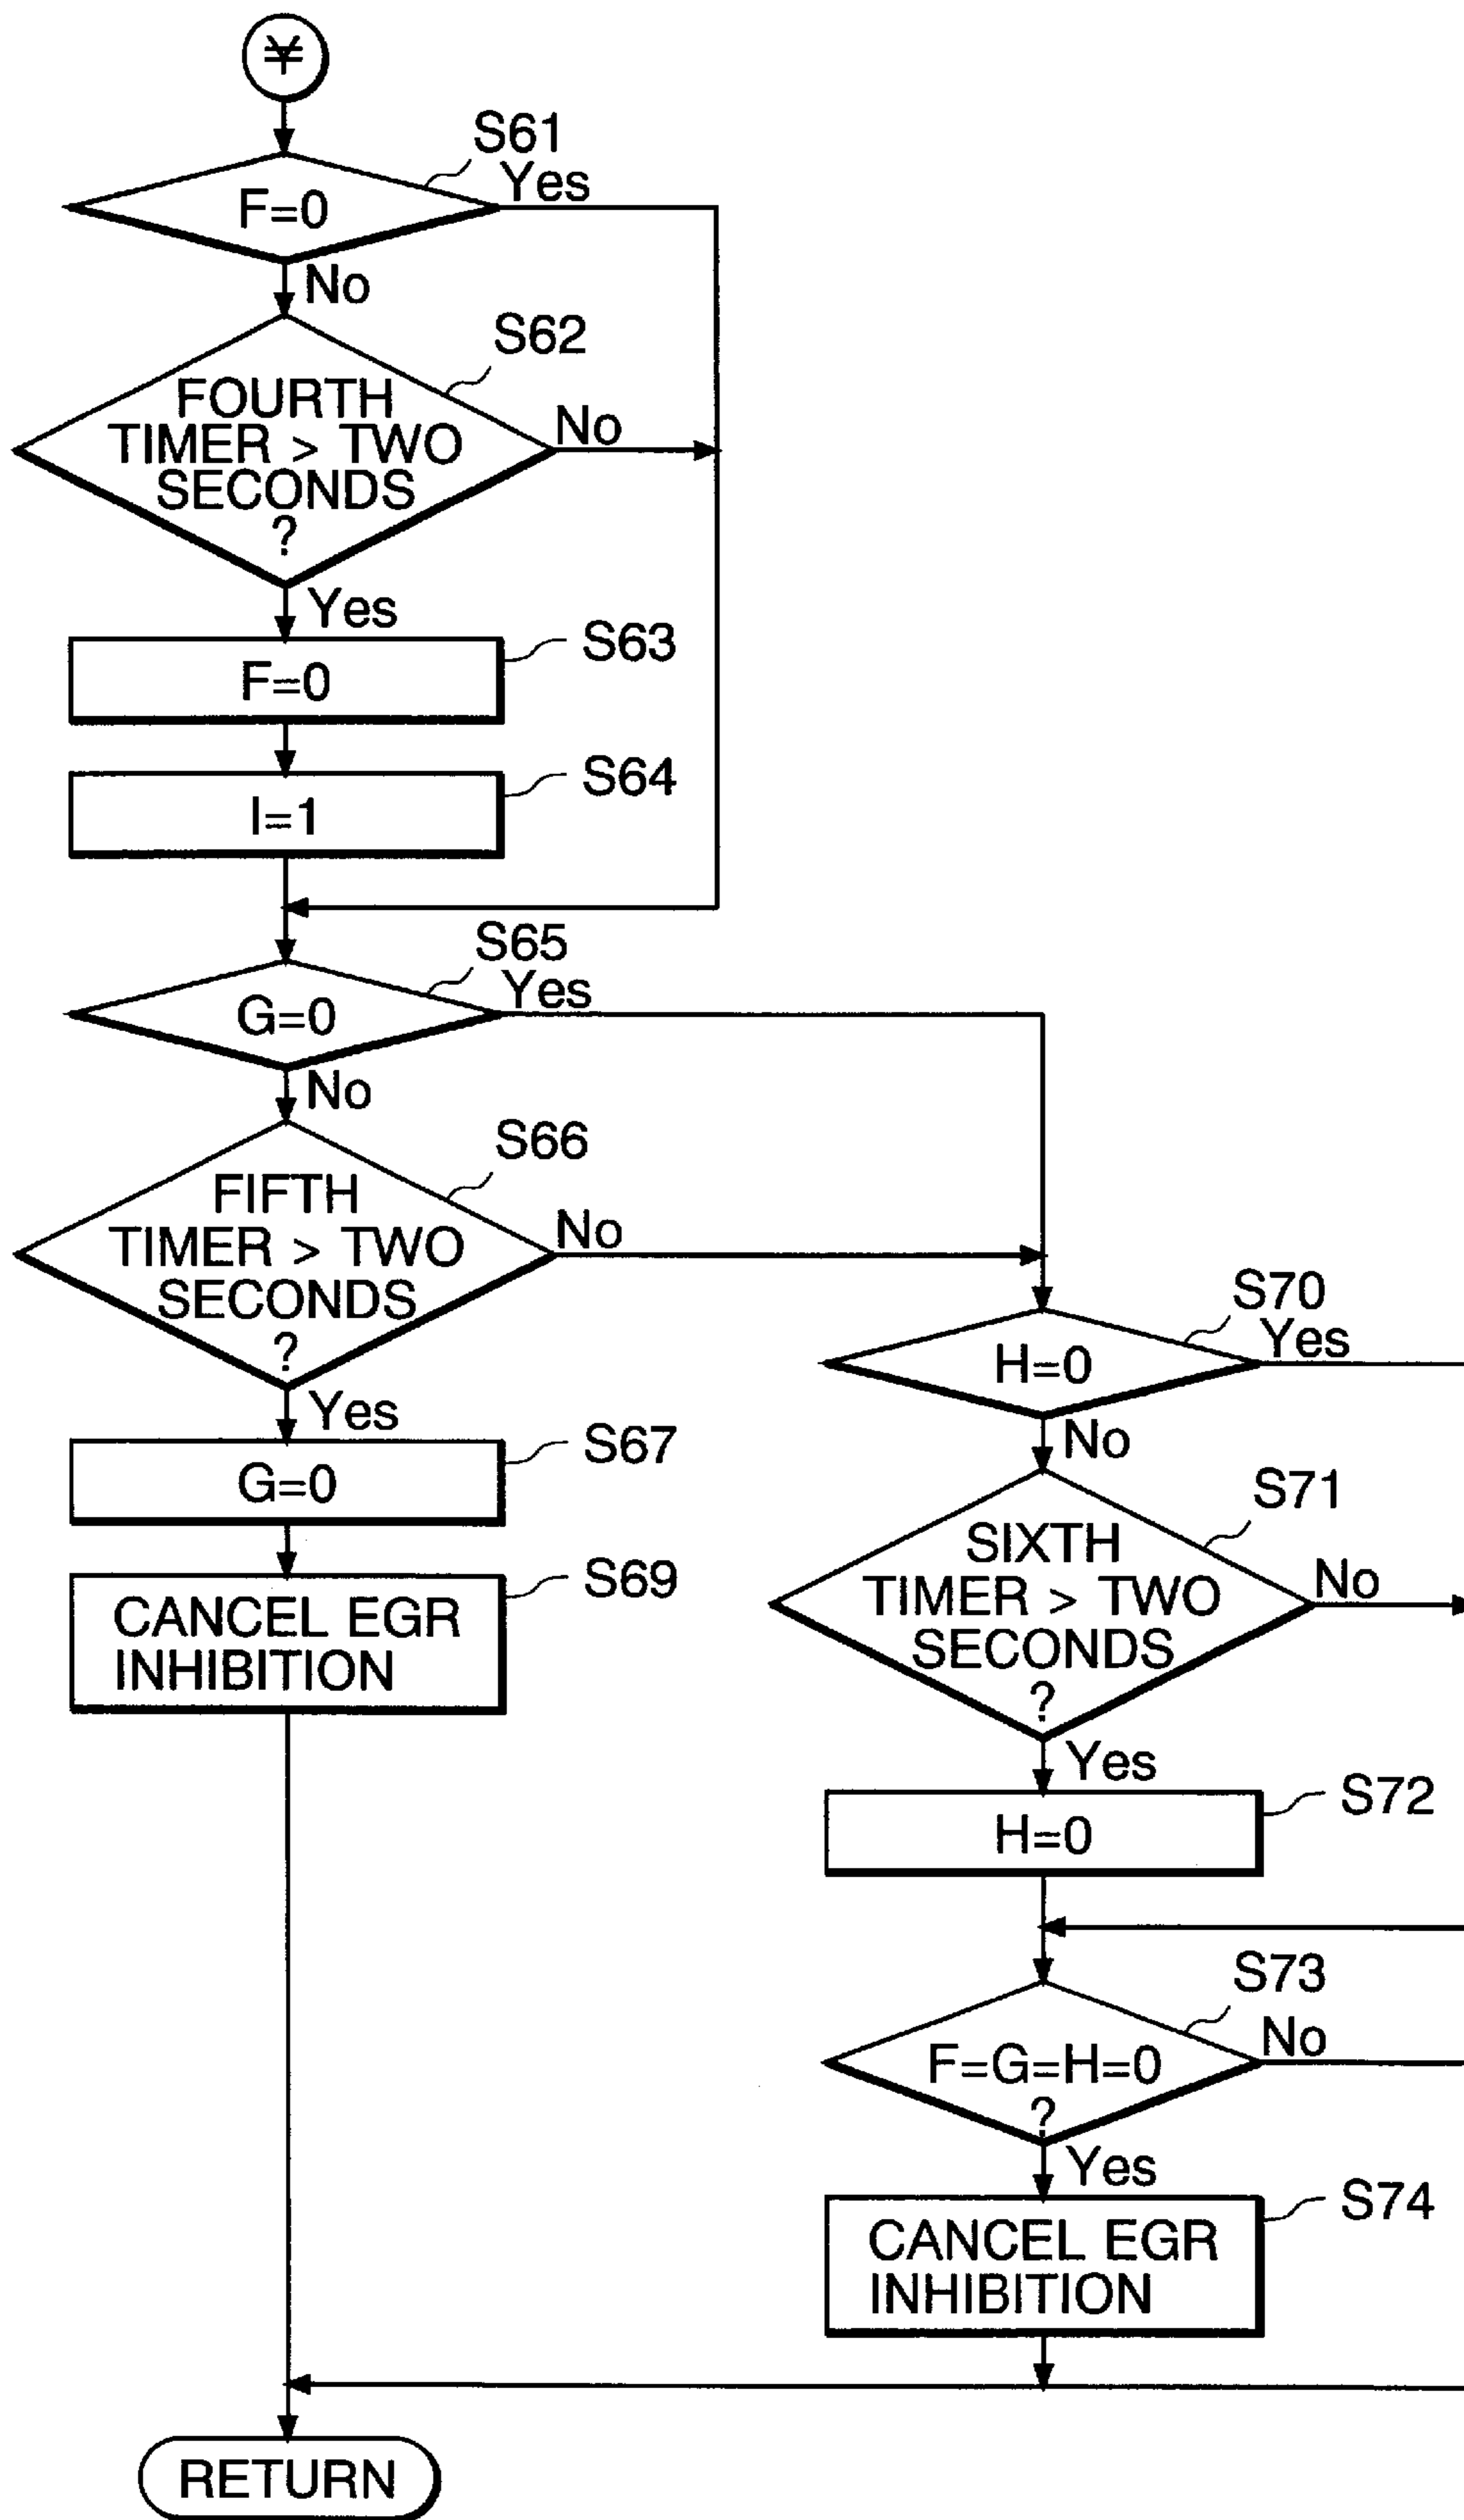 ¥
S61
Yes
F=0
No
S62
FOURTH
TIMER > TWO
SECONDS
?
No
Yes
S63
F=0
S64
I=1
S65
Yes
G=0
No
S66
FIFTH
TIMER > TWO
SECONDS
?
No
Yes
S67
G=0
S69
CANCEL EGR
INHIBITION
S70
Yes
H=0
No
S71
SIXTH
TIMER > TWO
SECONDS
?
No
Yes
S72
H=0
S73
No
F=G=H=0
?
Yes
S74
CANCEL EGR
INHIBITION
RETURN